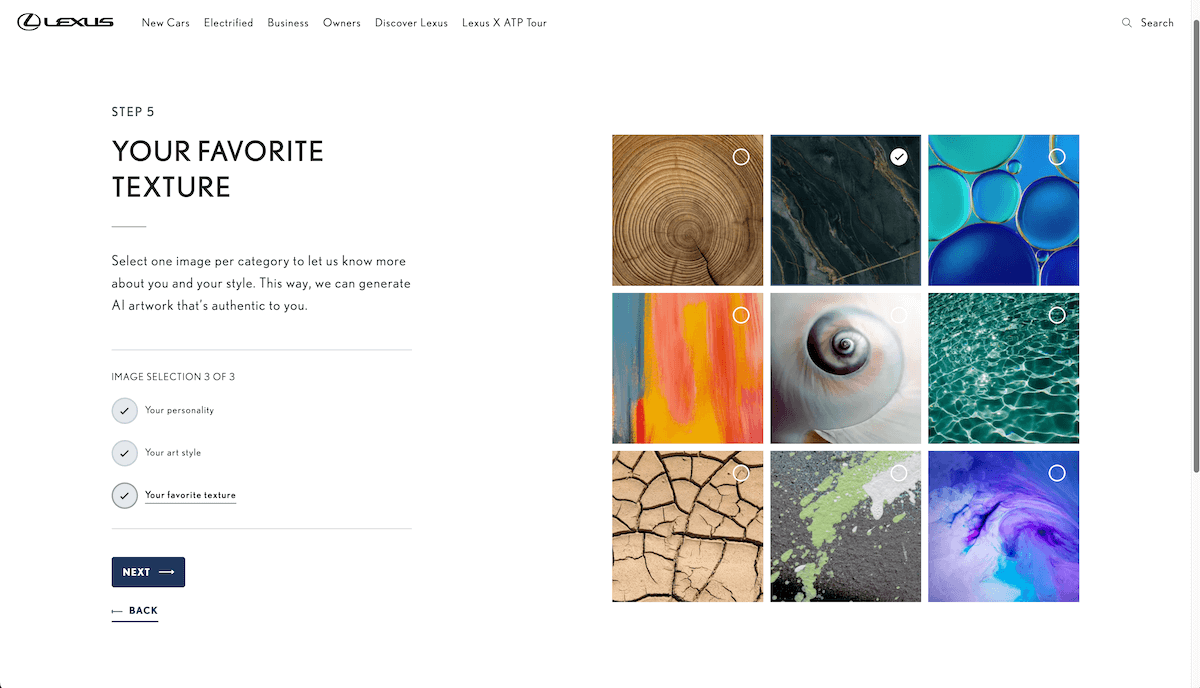 LEXUS
New Cars
Electrified
Business
Owners
Discover Lexus
Lexus X ATP Tour
Search
STEP 5
YOUR FAVORITE
TEXTURE
Select one image per category to let us know more
about you and your style. This way, we can generate
AI artwork that's authentic to you.
IMAGE SELECTION 3 OF 3
Your personality
Your art style
Your favorite texture
NEXT
BACK